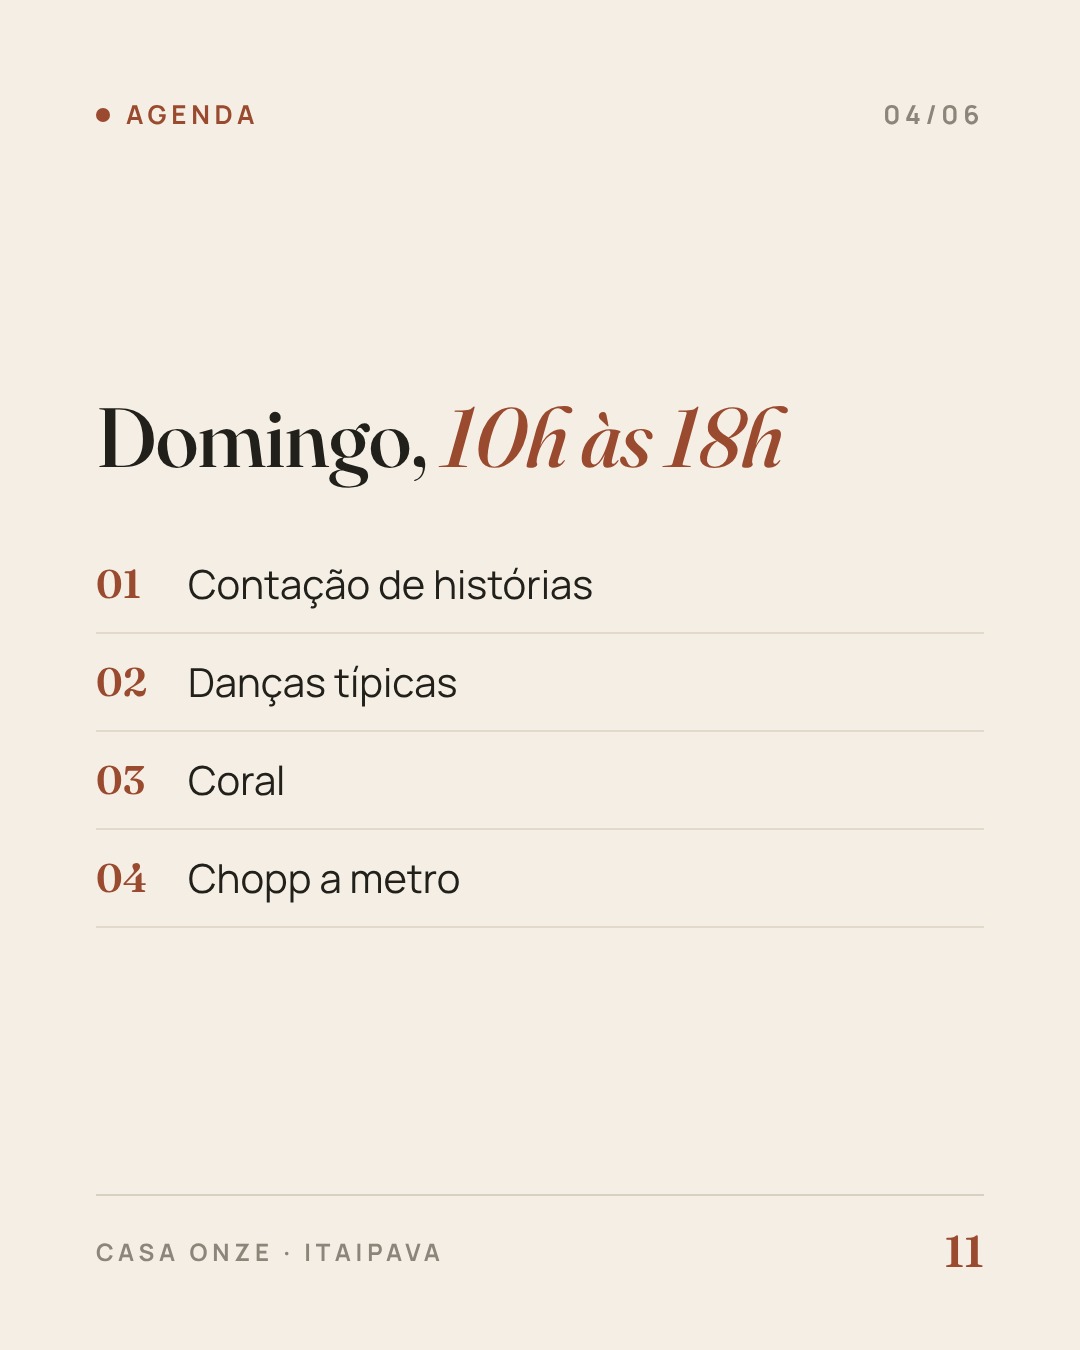 AGENDA
04/06
Domingo, 10h às 18h
01 Contação de histórias
02 Danças típicas
03 Coral
04 Chopp a metro
CASA ONZE · ITAIPAVA
11